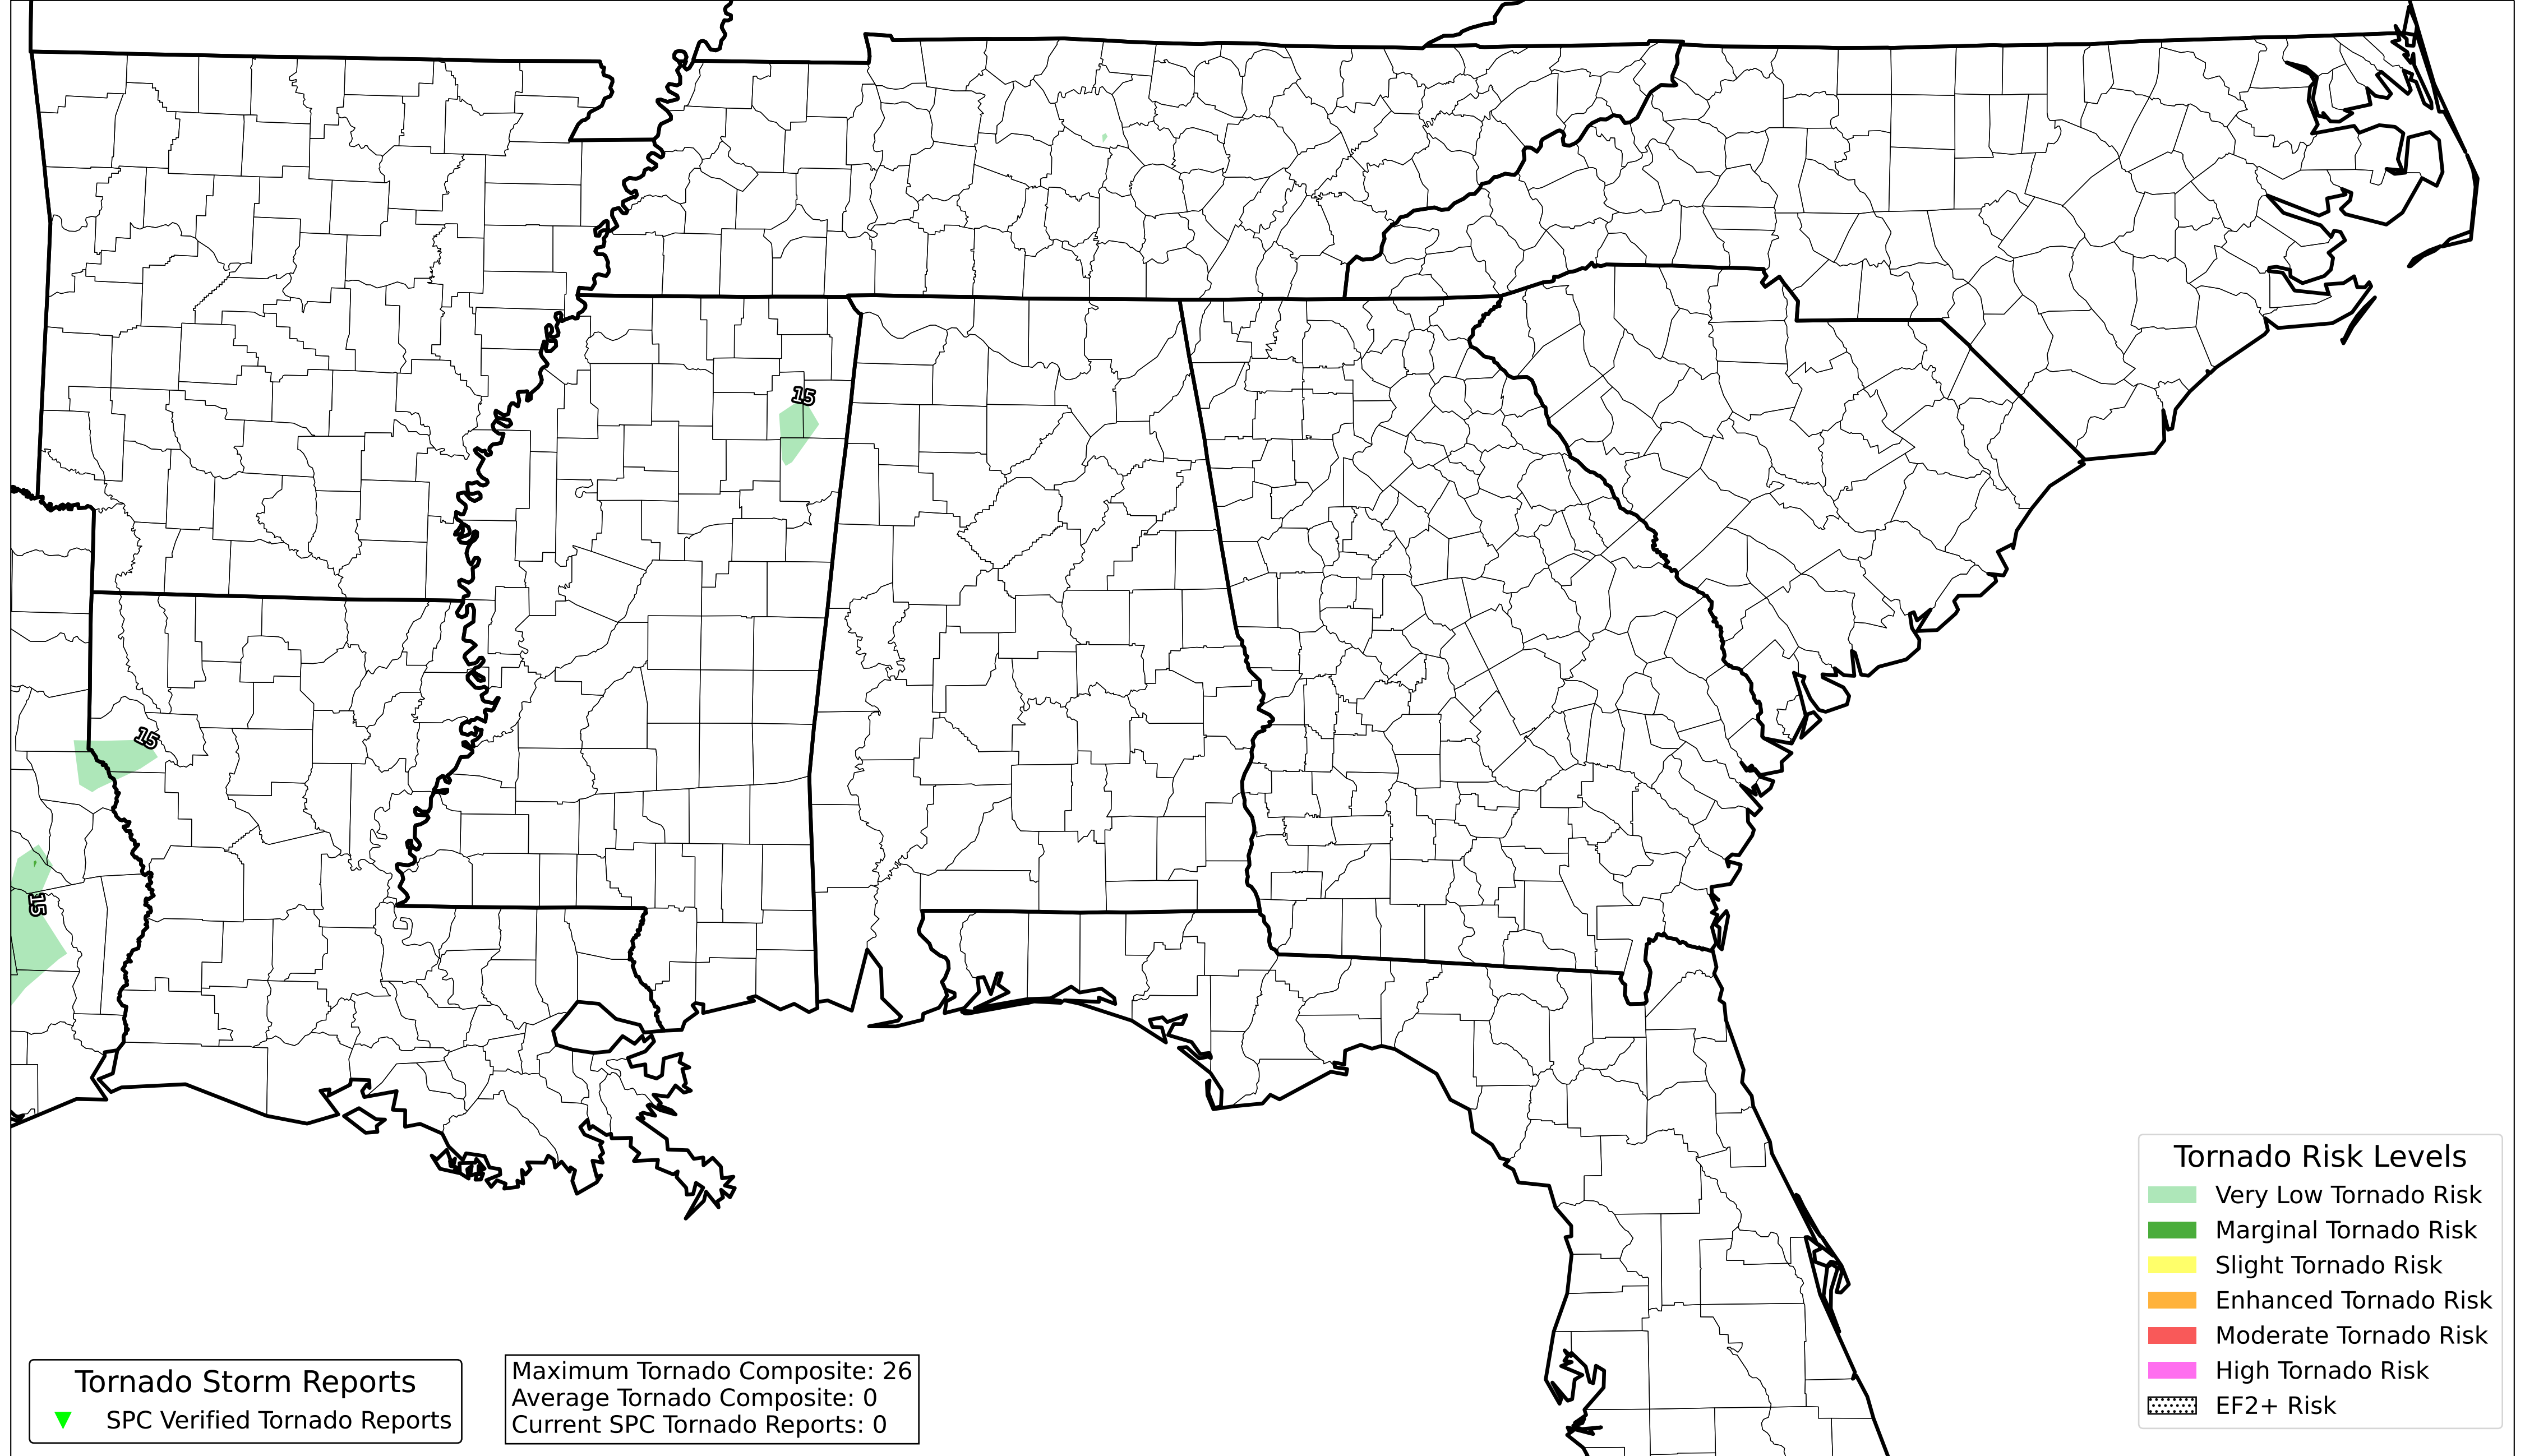 15
15
15
Tornado Storm Reports
SPC Verified Tornado Reports
Maximum Tornado Composite: 26
Average Tornado Composite: 0
Current SPC Tornado Reports: 0
Tornado Risk Levels
Very Low Tornado Risk
Marginal Tornado Risk
Slight Tornado Risk
Enhanced Tornado Risk
Moderate Tornado Risk
High Tornado Risk
EF2+ Risk